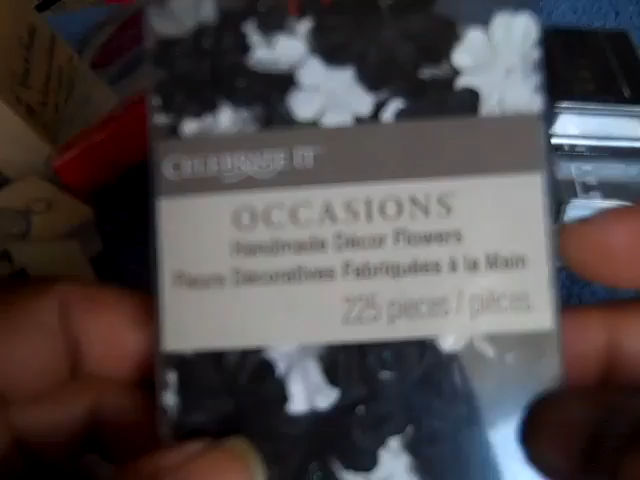 CELEBRATE IT
OCCASIONS
Handmade Décor Flowers
Fleurs Décoratives Fabriquées à la Main
225 pieces / pièces